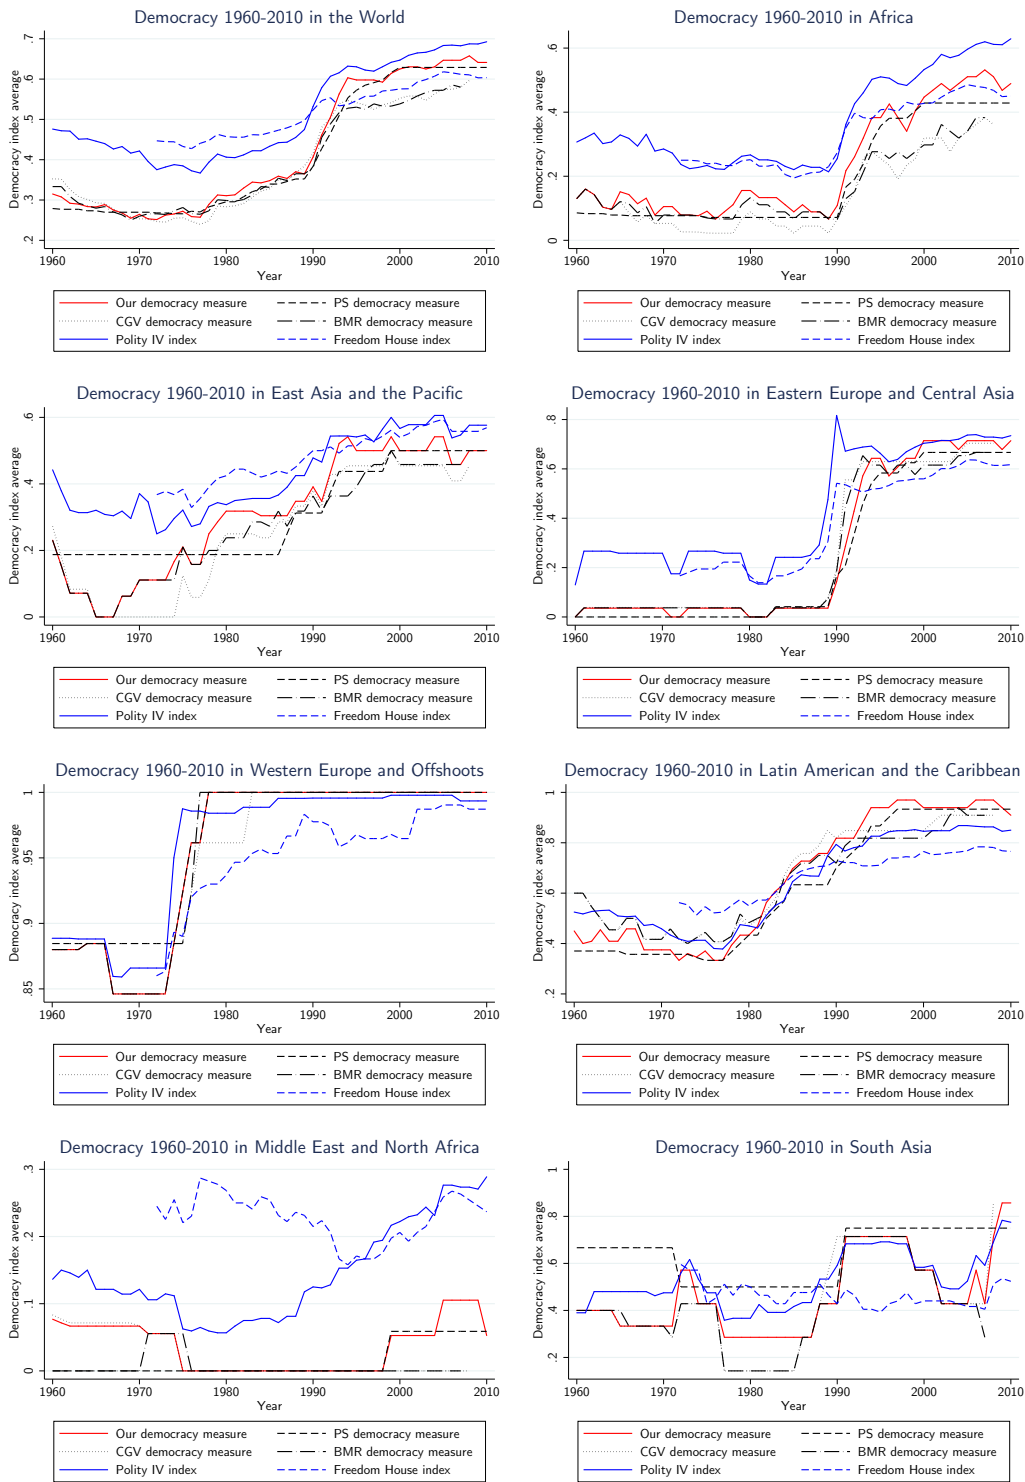 Democracy 1960-2010 in the World
Democracy index average
.7
.6
.5
.4
.3
.2
1960 1970 1980 1990 2000 2010
Year
Our democracy measure PS democracy measure
CGV democracy measure BMR democracy measure
Polity IV index Freedom House index
Democracy 1960-2010 in Africa
Democracy index average
.6
.4
.2
0
1960 1970 1980 1990 2000 2010
Year
Our democracy measure PS democracy measure
CGV democracy measure BMR democracy measure
Polity IV index Freedom House index
Democracy 1960-2010 in East Asia and the Pacific
Democracy index average
.6
.4
.2
0
1960 1970 1980 1990 2000 2010
Year
Our democracy measure PS democracy measure
CGV democracy measure BMR democracy measure
Polity IV index Freedom House index
Democracy 1960-2010 in Eastern Europe and Central Asia
Democracy index average
.8
.6
.4
.2
0
1960 1970 1980 1990 2000 2010
Year
Our democracy measure PS democracy measure
CGV democracy measure BMR democracy measure
Polity IV index Freedom House index
Democracy 1960-2010 in Western Europe and Offshoots
Democracy index average
1
.95
.9
.85
1960 1970 1980 1990 2000 2010
Year
Our democracy measure PS democracy measure
CGV democracy measure BMR democracy measure
Polity IV index Freedom House index
Democracy 1960-2010 in Latin American and the Caribbean
Democracy index average
1
.8
.6
.4
.2
1960 1970 1980 1990 2000 2010
Year
Our democracy measure PS democracy measure
CGV democracy measure BMR democracy measure
Polity IV index Freedom House index
Democracy 1960-2010 in Middle East and North Africa
Democracy index average
.3
.2
.1
0
1960 1970 1980 1990 2000 2010
Year
Our democracy measure PS democracy measure
CGV democracy measure BMR democracy measure
Polity IV index Freedom House index
Democracy 1960-2010 in South Asia
Democracy index average
1
.8
.6
.4
.2
1960 1970 1980 1990 2000 2010
Year
Our democracy measure PS democracy measure
CGV democracy measure BMR democracy measure
Polity IV index Freedom House index